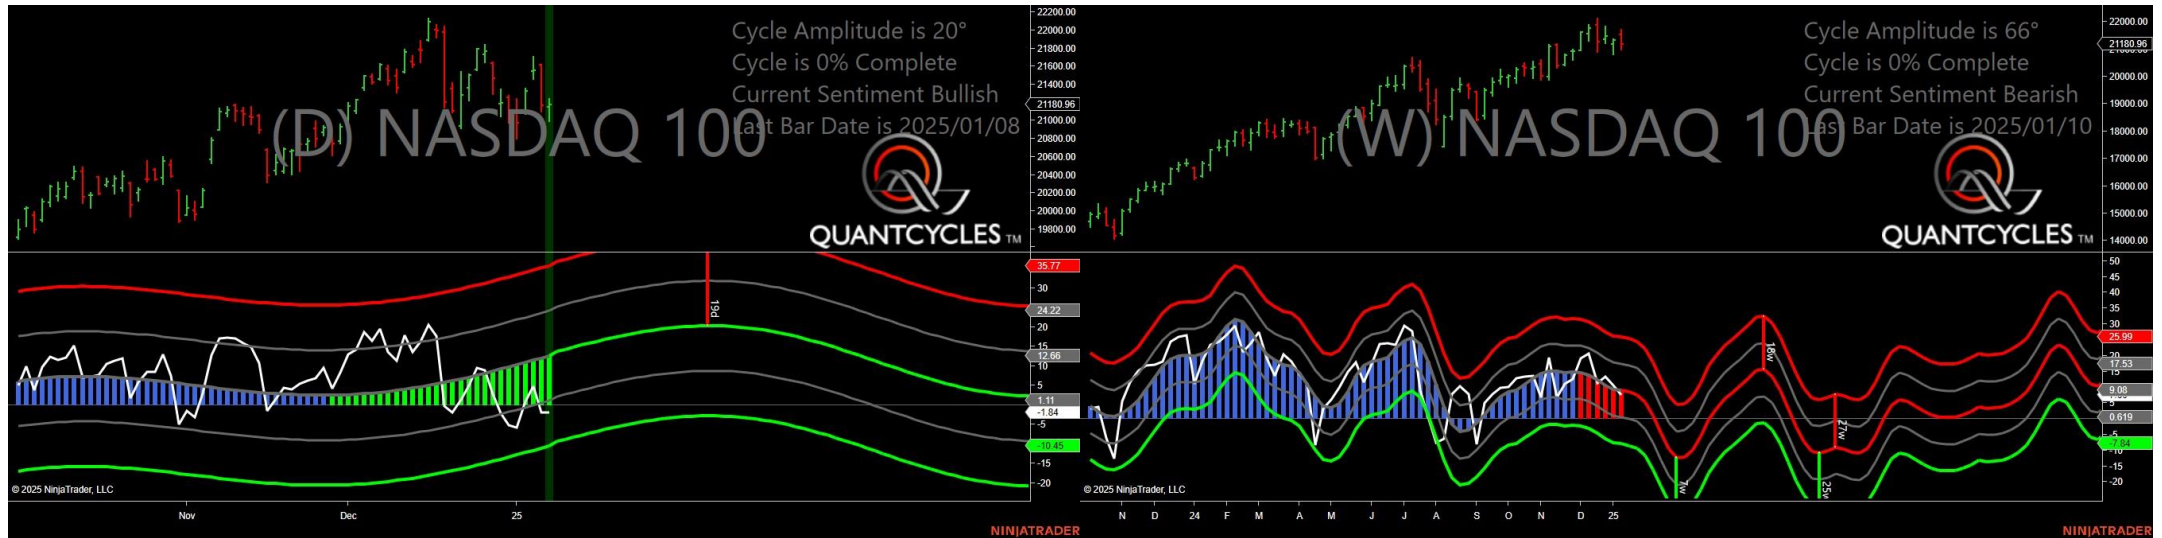 Cycle Amplitude is 20°
Cycle is 0% Complete
Current Sentiment Bullish
Last Bar Date is 2025/01/08
(D) NASDAQ 100
QUANTCYCLES TM
22200.00
21800.00
21600.00
21400.00
21180.96
21000.00
20800.00
20600.00
20400.00
20200.00
20000.00
19800.00
35.77
30
24.22
20
15
12.66
10
5
1.11
-1.84
-5
-10.45
-15
-20
19d
© 2025 NinjaTrader, LLC
Nov Dec 25
NINJATRADER
Cycle Amplitude is 66°
Cycle is 0% Complete
Current Sentiment Bearish
Last Bar Date is 2025/01/10
(W) NASDAQ 100
QUANTCYCLES TM
22000.00
21180.96
20000.00
19000.00
18000.00
17000.00
16000.00
15000.00
14000.00
50
45
40
35
30
25.99
20
17.53
15
9.08
5
0.619
-5
-7.84
-10
-15
-20
18w
27w
7w
25w
© 2025 NinjaTrader, LLC
N D 24 F M A M J J A S O N D 25
NINJATRADER